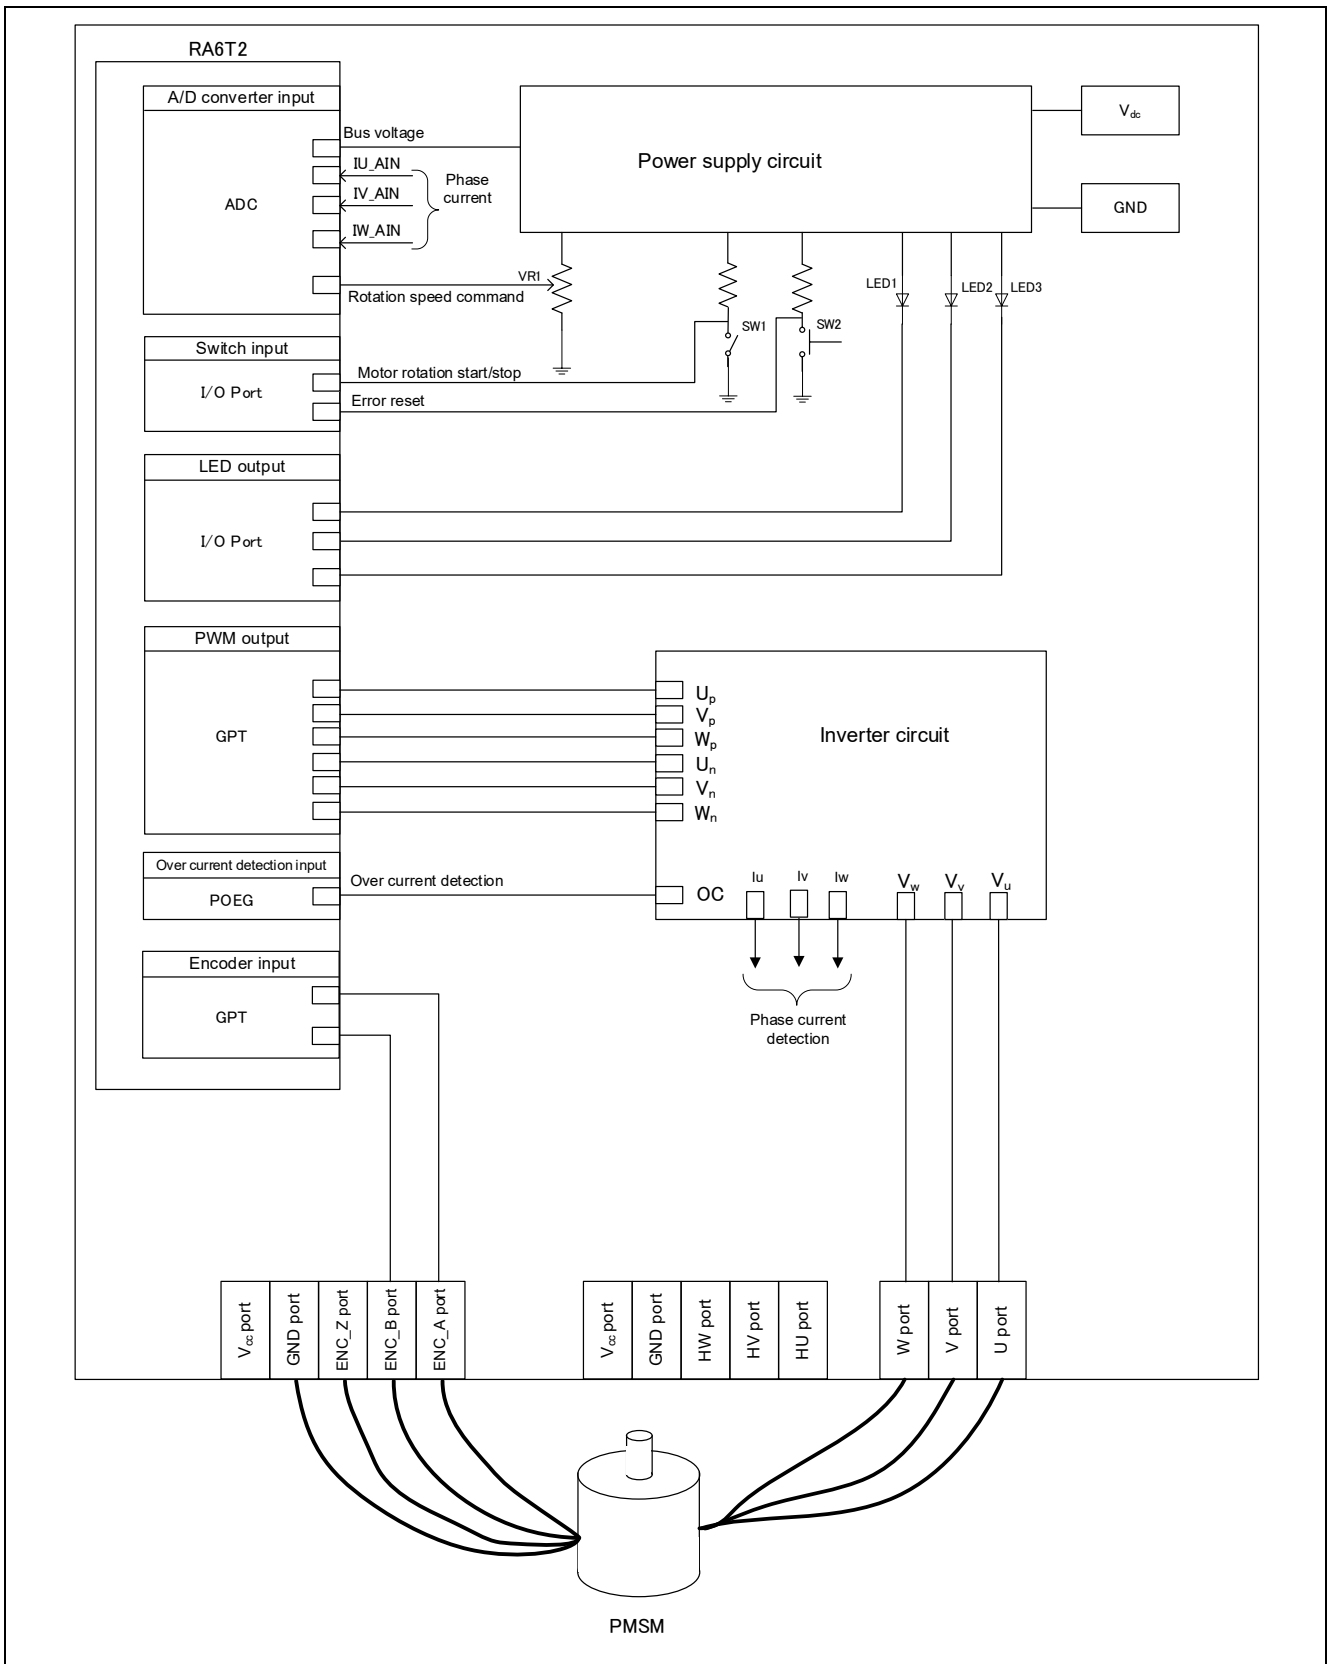 RA6T2
A/D converter input
ADC
Bus voltage
IU_AIN
IV_AIN
IW_AIN
Phase
current
VR1
Rotation speed command
Power supply circuit
Vdc
GND
SW1
SW2
LED1
LED2
LED3
Switch input
I/O Port
Motor rotation start/stop
Error reset
LED output
I/O Port
PWM output
GPT
Up
Vp
Wp
Un
Vn
Wn
Inverter circuit
Over current detection input
POEG
Over current detection
OC
Iu
Iv
Iw
Vw
Vv
Vu
Phase current
detection
Encoder input
GPT
Vcc port
GND port
ENC_Z port
ENC_B port
ENC_A port
Vcc port
GND port
HW port
HV port
HU port
W port
V port
U port
PMSM